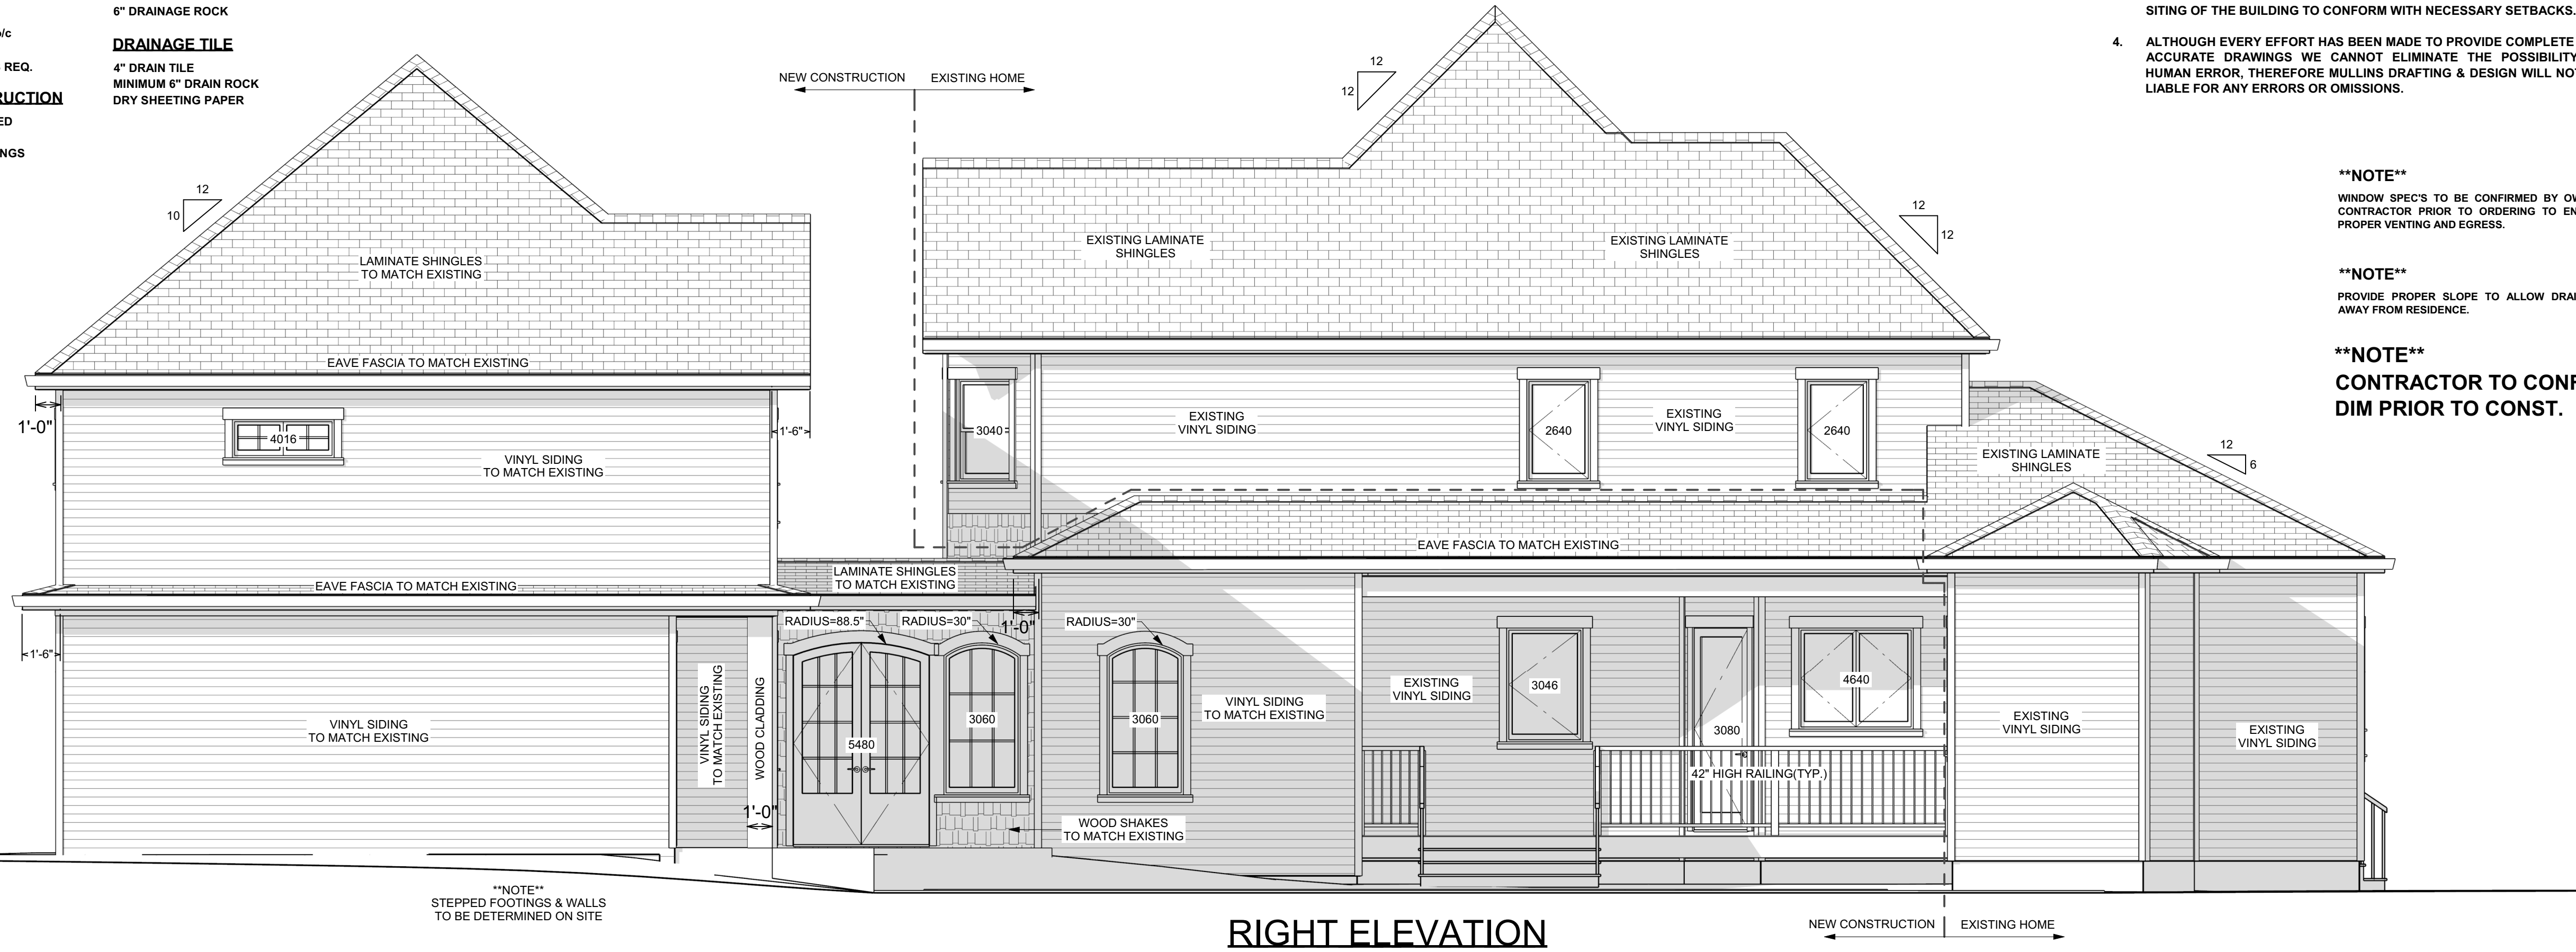 6" DRAINAGE ROCK
o/c
DRAINAGE TILE
REQ.
4" DRAIN TILE
MINIMUM 6" DRAIN ROCK
DRY SHEETING PAPER
RUCTION
ED
NGS
SITING OF THE BUILDING TO CONFORM WITH NECESSARY SETBACKS.
4. ALTHOUGH EVERY EFFORT HAS BEEN MADE TO PROVIDE COMPLETE
ACCURATE DRAWINGS WE CANNOT ELIMINATE THE POSSIBILITY
HUMAN ERROR, THEREFORE MULLINS DRAFTING & DESIGN WILL NOT
LIABLE FOR ANY ERRORS OR OMISSIONS.
**NOTE**
WINDOW SPEC'S TO BE CONFIRMED BY OW
CONTRACTOR PRIOR TO ORDERING TO EN
PROPER VENTING AND EGRESS.
**NOTE**
PROVIDE PROPER SLOPE TO ALLOW DRAI
AWAY FROM RESIDENCE.
**NOTE**
CONTRACTOR TO CONF
DIM PRIOR TO CONST.
NEW CONSTRUCTION
EXISTING HOME
12
12
12
10
12
12
12
6
LAMINATE SHINGLES
TO MATCH EXISTING
EXISTING LAMINATE
SHINGLES
EXISTING LAMINATE
SHINGLES
EXISTING LAMINATE
SHINGLES
EAVE FASCIA TO MATCH EXISTING
1'-0"
1'-6"
4016
VINYL SIDING
TO MATCH EXISTING
3040
EXISTING
VINYL SIDING
2640
EXISTING
VINYL SIDING
2640
EAVE FASCIA TO MATCH EXISTING
EAVE FASCIA TO MATCH EXISTING
LAMINATE SHINGLES
TO MATCH EXISTING
1'-6"
RADIUS=88.5"
RADIUS=30"
1'-0"
RADIUS=30"
VINYL SIDING
TO MATCH EXISTING
VINYL SIDING
TO MATCH EXISTING
WOOD CLADDING
1'-0"
5480
3060
3060
VINYL SIDING
TO MATCH EXISTING
WOOD SHAKES
TO MATCH EXISTING
EXISTING
VINYL SIDING
3046
3080
4640
42" HIGH RAILING(TYP.)
EXISTING
VINYL SIDING
EXISTING
VINYL SIDING
**NOTE**
STEPPED FOOTINGS & WALLS
TO BE DETERMINED ON SITE
RIGHT ELEVATION
NEW CONSTRUCTION
EXISTING HOME